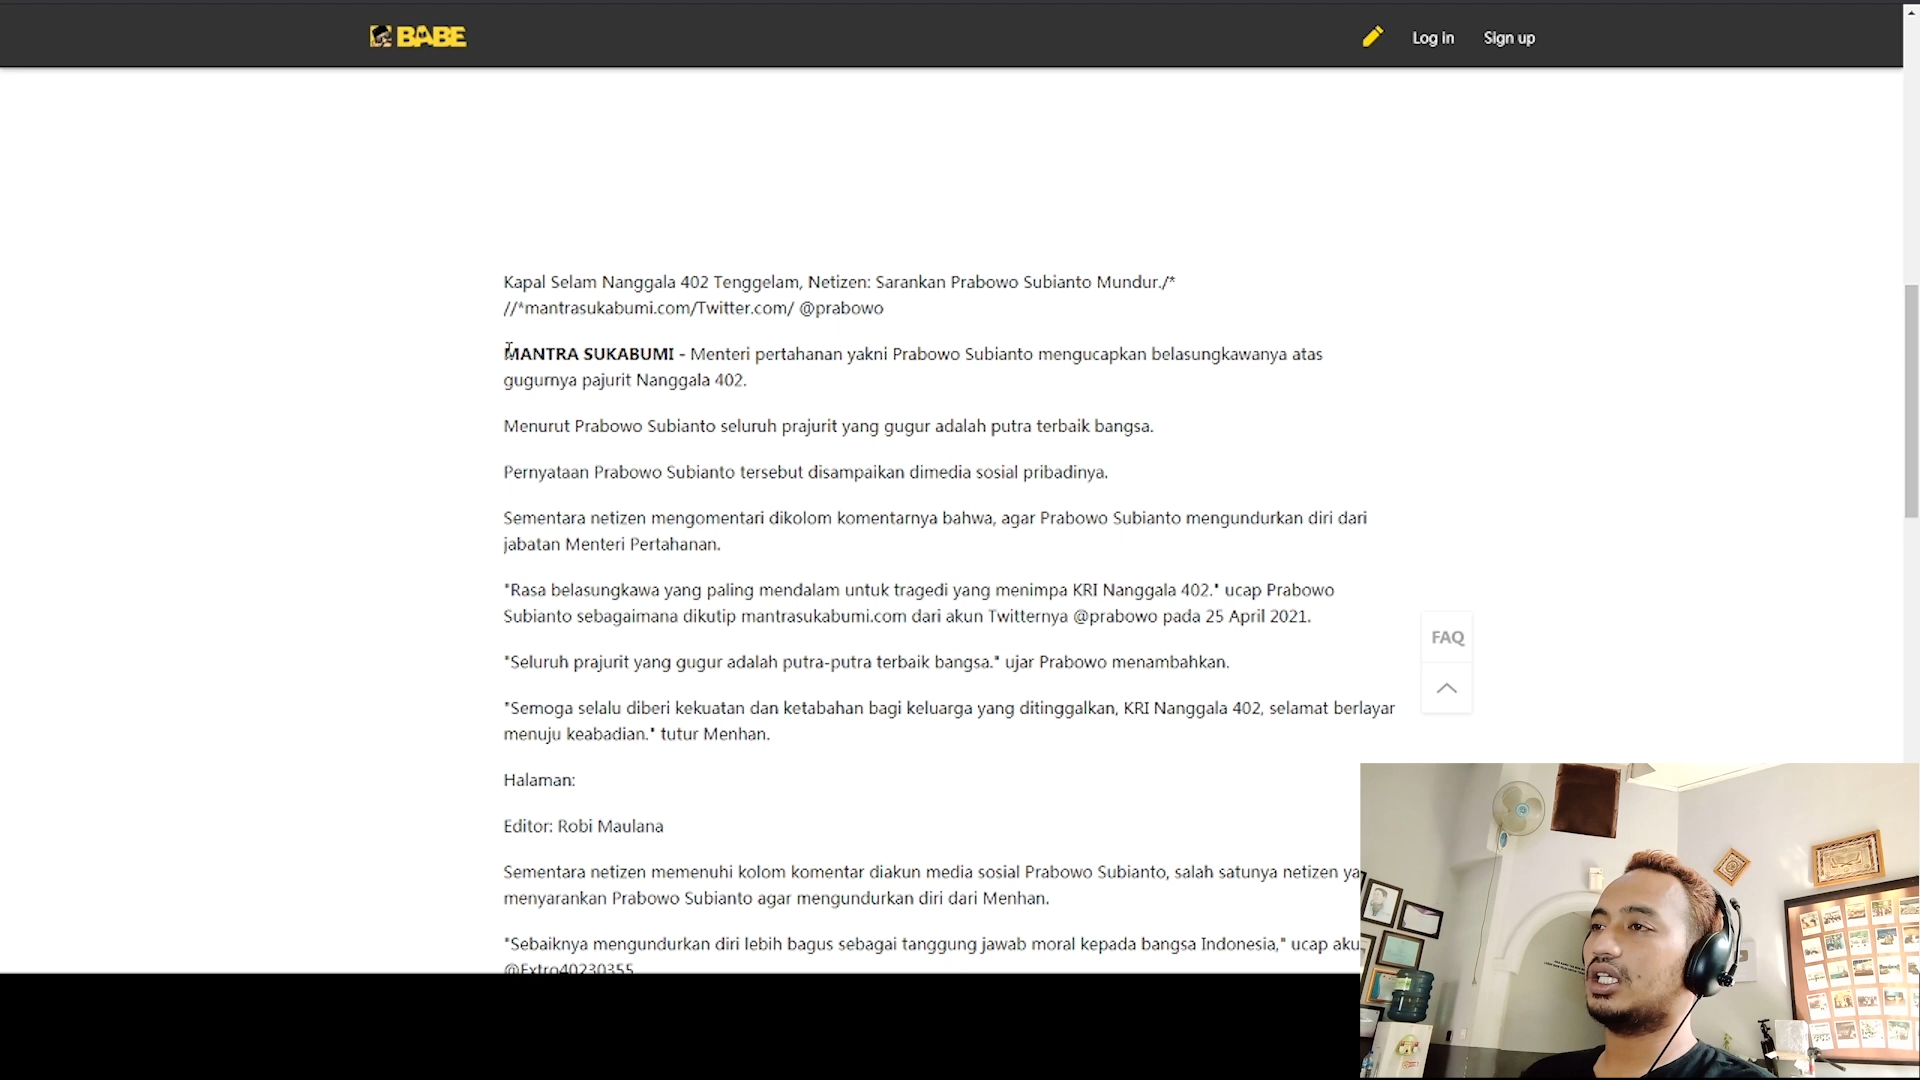 BABE
Log in
Sign up
Kapal Selam Nanggala 402 Tenggelam, Netizen: Sarankan Prabowo Subianto Mundur./*
//*mantrasukabumi.com/Twitter.com/ @prabowo
MANTRA SUKABUMI - Menteri pertahanan yakni Prabowo Subianto mengucapkan belasungkawanya atas
gugurnya pajurit Nanggala 402.
Menurut Prabowo Subianto seluruh prajurit yang gugur adalah putra terbaik bangsa.
Pernyataan Prabowo Subianto tersebut disampaikan dimedia sosial pribadinya.
Sementara netizen mengomentari dikolom komentarnya bahwa, agar Prabowo Subianto mengundurkan diri dari
jabatan Menteri Pertahanan.
"Rasa belasungkawa yang paling mendalam untuk tragedi yang menimpa KRI Nanggala 402." ucap Prabowo
Subianto sebagaimana dikutip mantrasukabumi.com dari akun Twitternya @prabowo pada 25 April 2021.
FAQ
"Seluruh prajurit yang gugur adalah putra-putra terbaik bangsa." ujar Prabowo menambahkan.
"Semoga selalu diberi kekuatan dan ketabahan bagi keluarga yang ditinggalkan, KRI Nanggala 402, selamat berlayar
menuju keabadian." tutur Menhan.
Halaman:
Editor: Robi Maulana
Sementara netizen memenuhi kolom komentar diakun media sosial Prabowo Subianto, salah satunya netizen ya
menyarankan Prabowo Subianto agar mengundurkan diri dari Menhan.
"Sebaiknya mengundurkan diri lebih bagus sebagai tanggung jawab moral kepada bangsa Indonesia," ucap aku
@Extro40230355